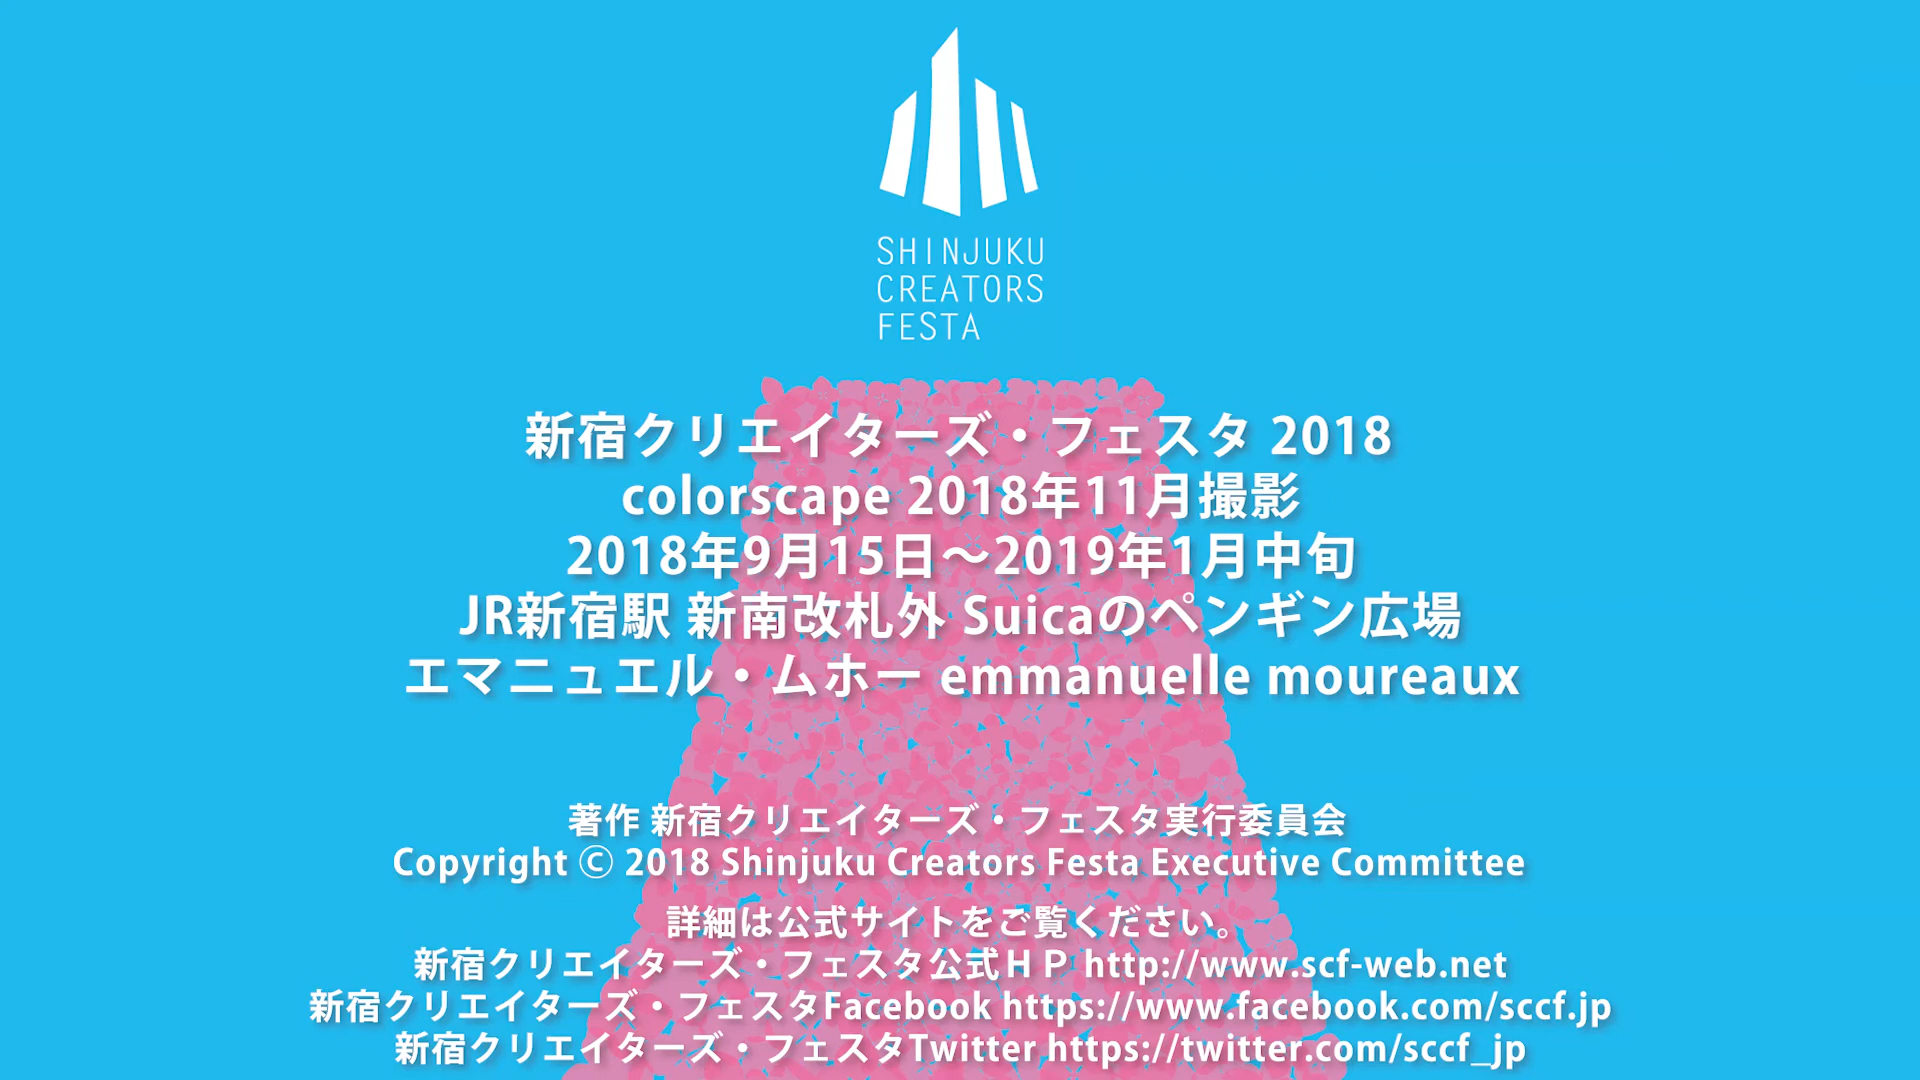 SHINJUKU
CREATORS
FESTA
新宿クリエイターズ・フェスタ 2018
colorscape 2018年11月撮影
2018年9月15日～2019年1月中旬
JR新宿駅 新南改札外 Suicaのペンギン広場
エマニュエル・ムホー emmanuelle moureaux
著作 新宿クリエイターズ・フェスタ実行委員会
Copyright © 2018 Shinjuku Creators Festa Executive Committee
詳細は公式サイトをご覧ください。
新宿クリエイターズ・フェスタ公式ＨＰ http://www.scf-web.net
新宿クリエイターズ・フェスタFacebook https://www.facebook.com/sccf.jp
新宿クリエイターズ・フェスタTwitter https://twitter.com/sccf_jp